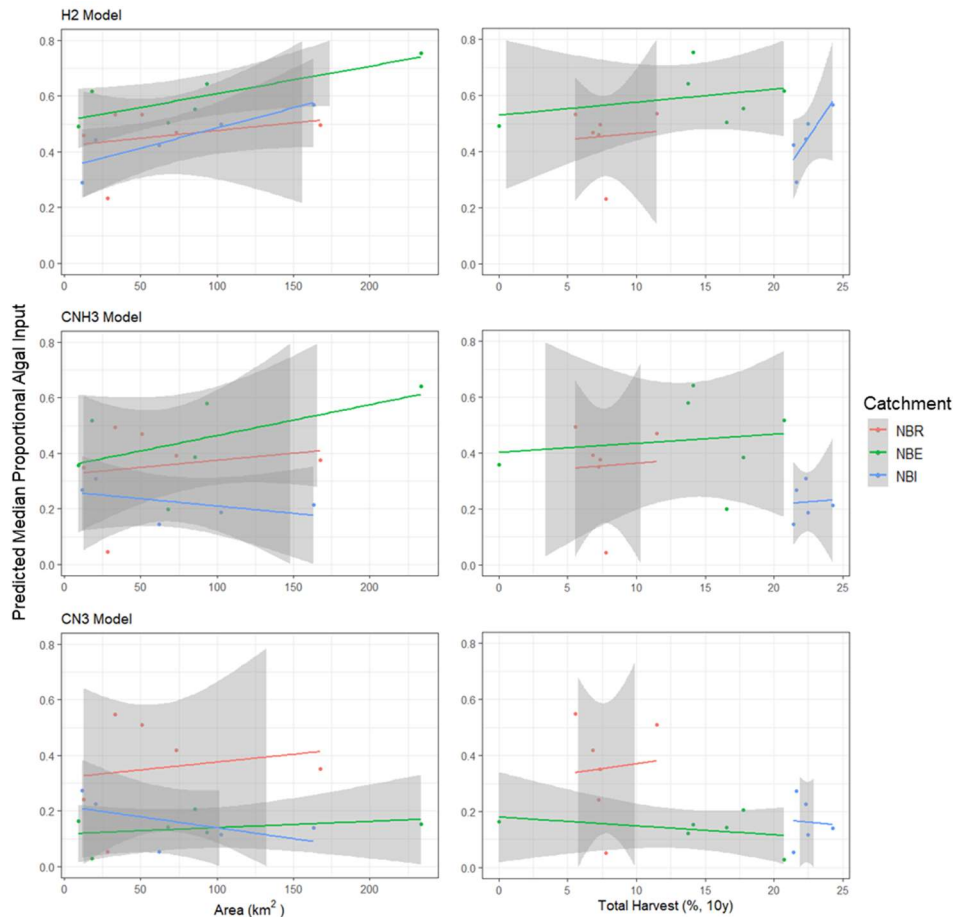 H2 Model
0.8
0.6
0.4
0.2
0.0
0 50 100 150 200
0.8
0.6
0.4
0.2
0.0
0 5 10 15 20 25
CNH3 Model
0.8
0.6
0.4
0.2
0.0
0 50 100 150 200
0.8
0.6
0.4
0.2
0.0
0 5 10 15 20 25
CN3 Model
0.8
0.6
0.4
0.2
0.0
0 50 100 150 200
0.8
0.6
0.4
0.2
0.0
0 5 10 15 20 25
Predicted Median Proportional Algal Input
Area (km²)
Total Harvest (%, 10y)
Catchment
NBR
NBE
NBI